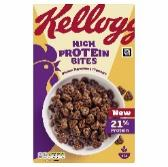 Kellogg
HIGH
PROTEIN
BITES
New
21%
Protein